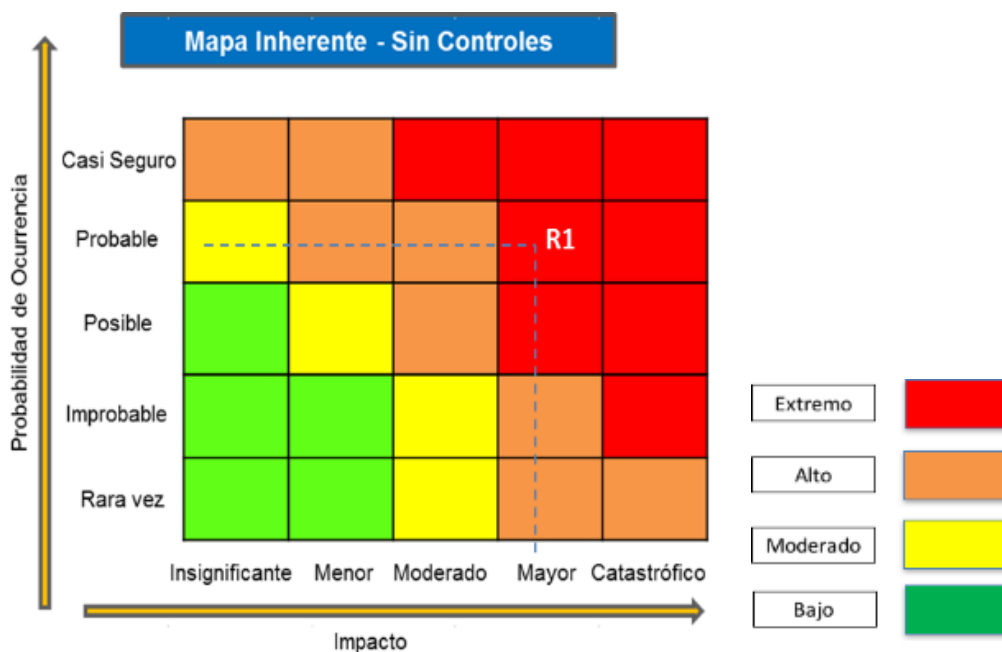 Mapa Inherente - Sin Controles
Probabilidad de Ocurrencia
Casi Seguro
Probable
R1
Posible
Improbable
Rara vez
Insignificante Menor Moderado Mayor Catastrófico
Impacto
Extremo
Alto
Moderado
Bajo